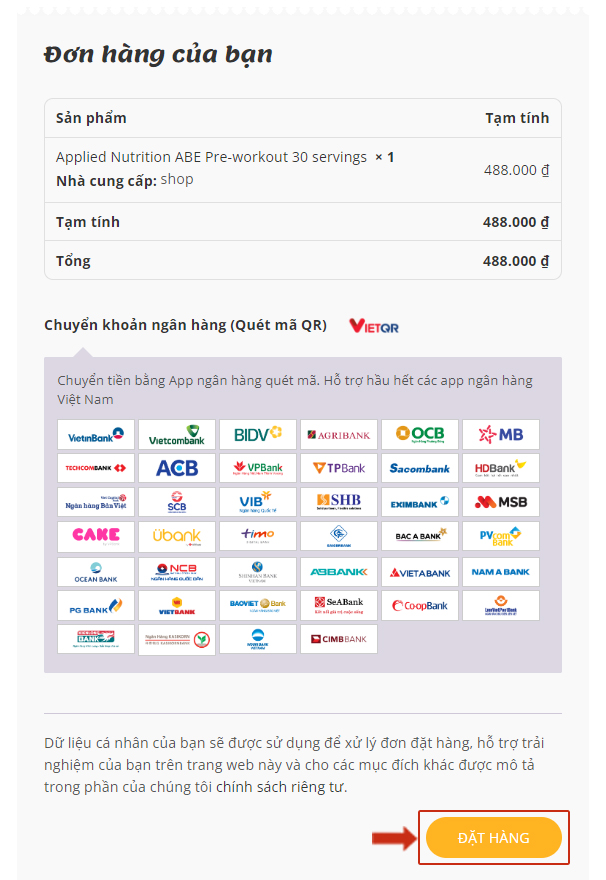 Đơn hàng của bạn
Sản phẩm Tạm tính
Applied Nutrition ABE Pre-workout 30 servings × 1
Nhà cung cấp: shop 488.000 ₫
Tạm tính 488.000 ₫
Tổng 488.000 ₫
Chuyển khoản ngân hàng (Quét mã QR) VIETQR
Chuyển tiền bằng App ngân hàng quét mã. Hỗ trợ hầu hết các app ngân hàng
Việt Nam
VietinBank Vietcombank BIDV AGRIBANK OCB MB
TECHCOMBANK ACB VPBank TPBank Sacombank HDBank
Ngân hàng Bản Việt SCB VIB SHB EXIMBANK MSB
CAKE Ubank timo BAC A BANK PVcomBank
OCEAN BANK NCB SHINHAN BANK ABBANK VIETABANK NAM A BANK
PG BANK VIETBANK BAOVIET Bank SeABank Co-opBank LienVietPostBank
CIMB BANK
Dữ liệu cá nhân của bạn sẽ được sử dụng để xử lý đơn đặt hàng, hỗ trợ trải
nghiệm của bạn trên trang web này và cho các mục đích khác được mô tả
trong phần của chúng tôi chính sách riêng tư.
ĐẶT HÀNG